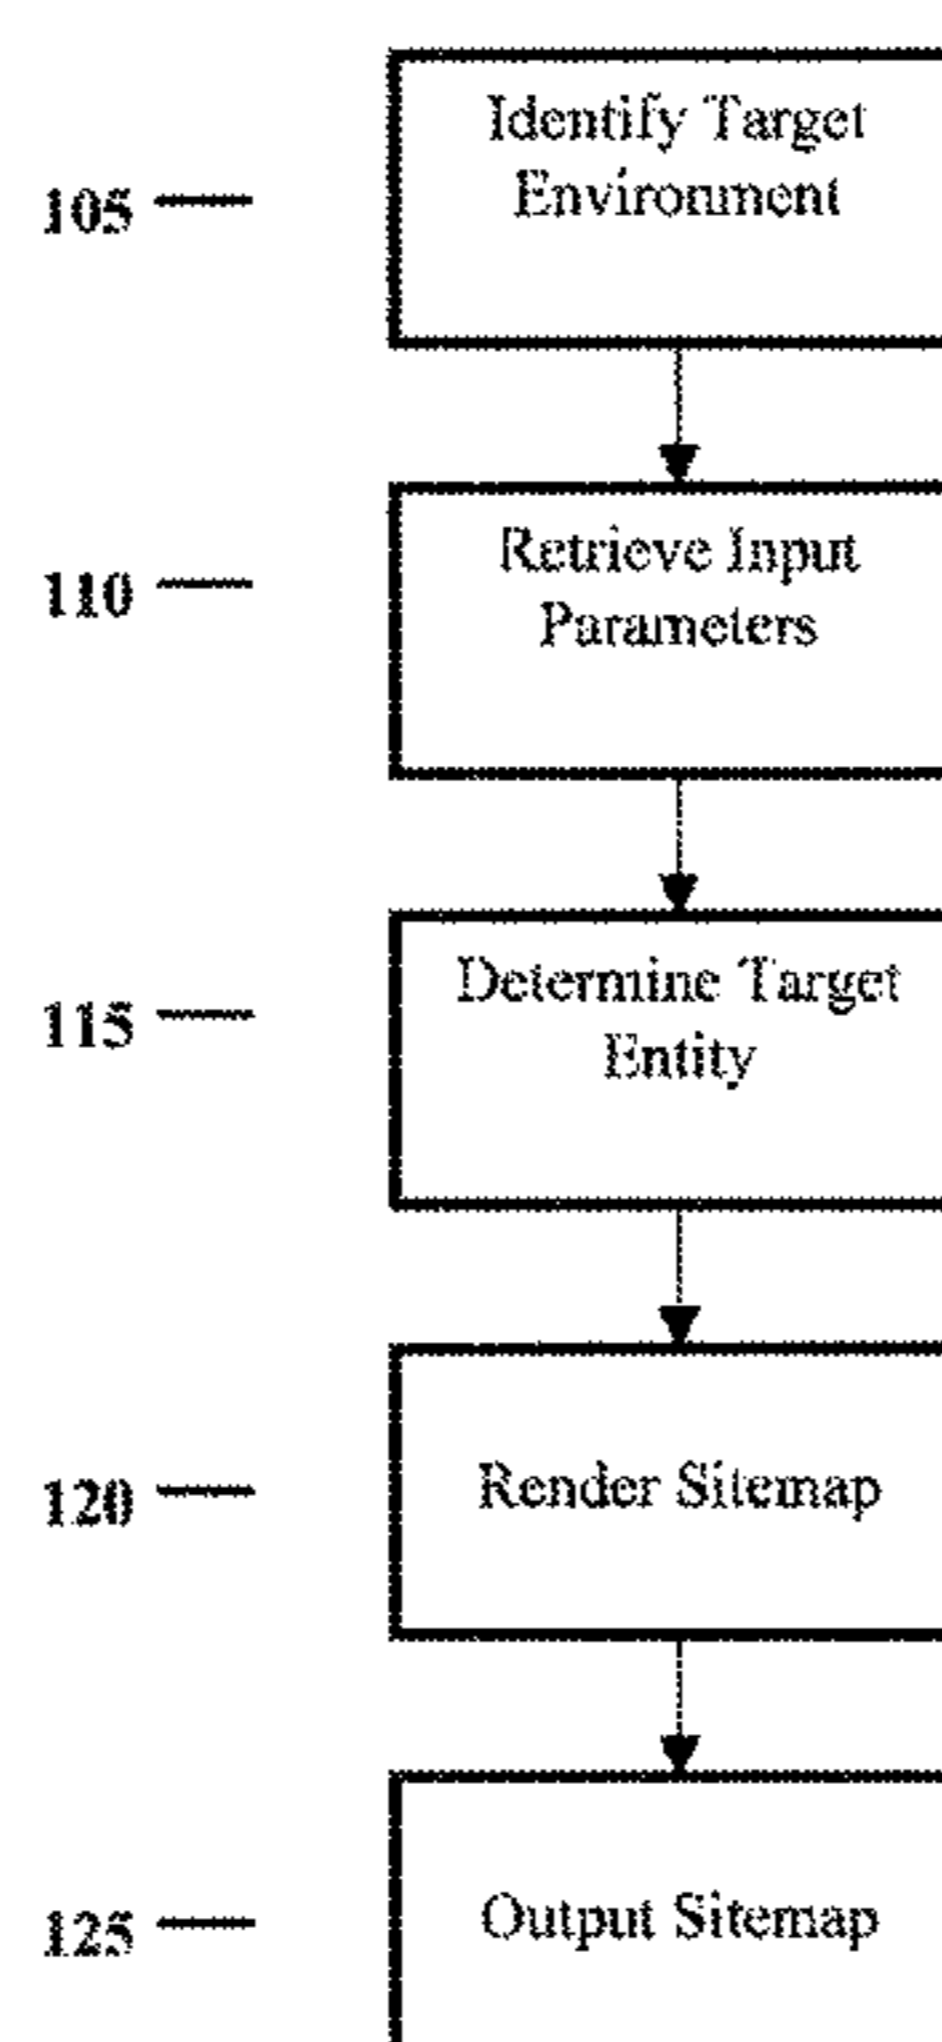 Identify Target
Environment
105
Retrieve Input
Parameters
110
Determine Target
Entity
115
Render Sitemap
120
Output Sitemap
125